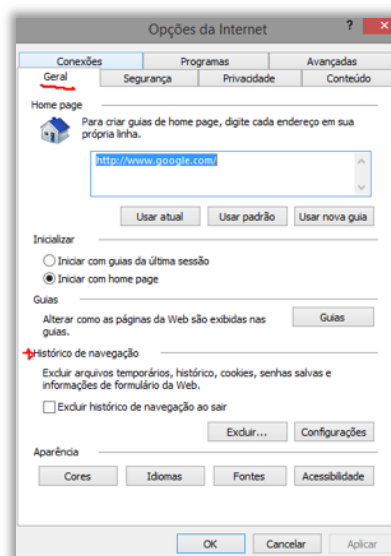 Opções da Internet
?
Conexões Programas Avançadas
Geral Segurança Privacidade Conteúdo
Home page
Para criar guias de home page, digite cada endereço em sua
própria linha.
http://www.google.com/
Usar atual Usar padrão Usar nova guia
Inicializar
Iniciar com guias da última sessão
Iniciar com home page
Guias
Alterar como as páginas da Web são exibidas nas
guias.
Guias
Histórico de navegação
Excluir arquivos temporários, histórico, cookies, senhas salvas e
informações de formulário da Web.
Excluir histórico de navegação ao sair
Excluir... Configurações
Aparência
Cores Idiomas Fontes Acessibilidade
OK Cancelar Aplicar